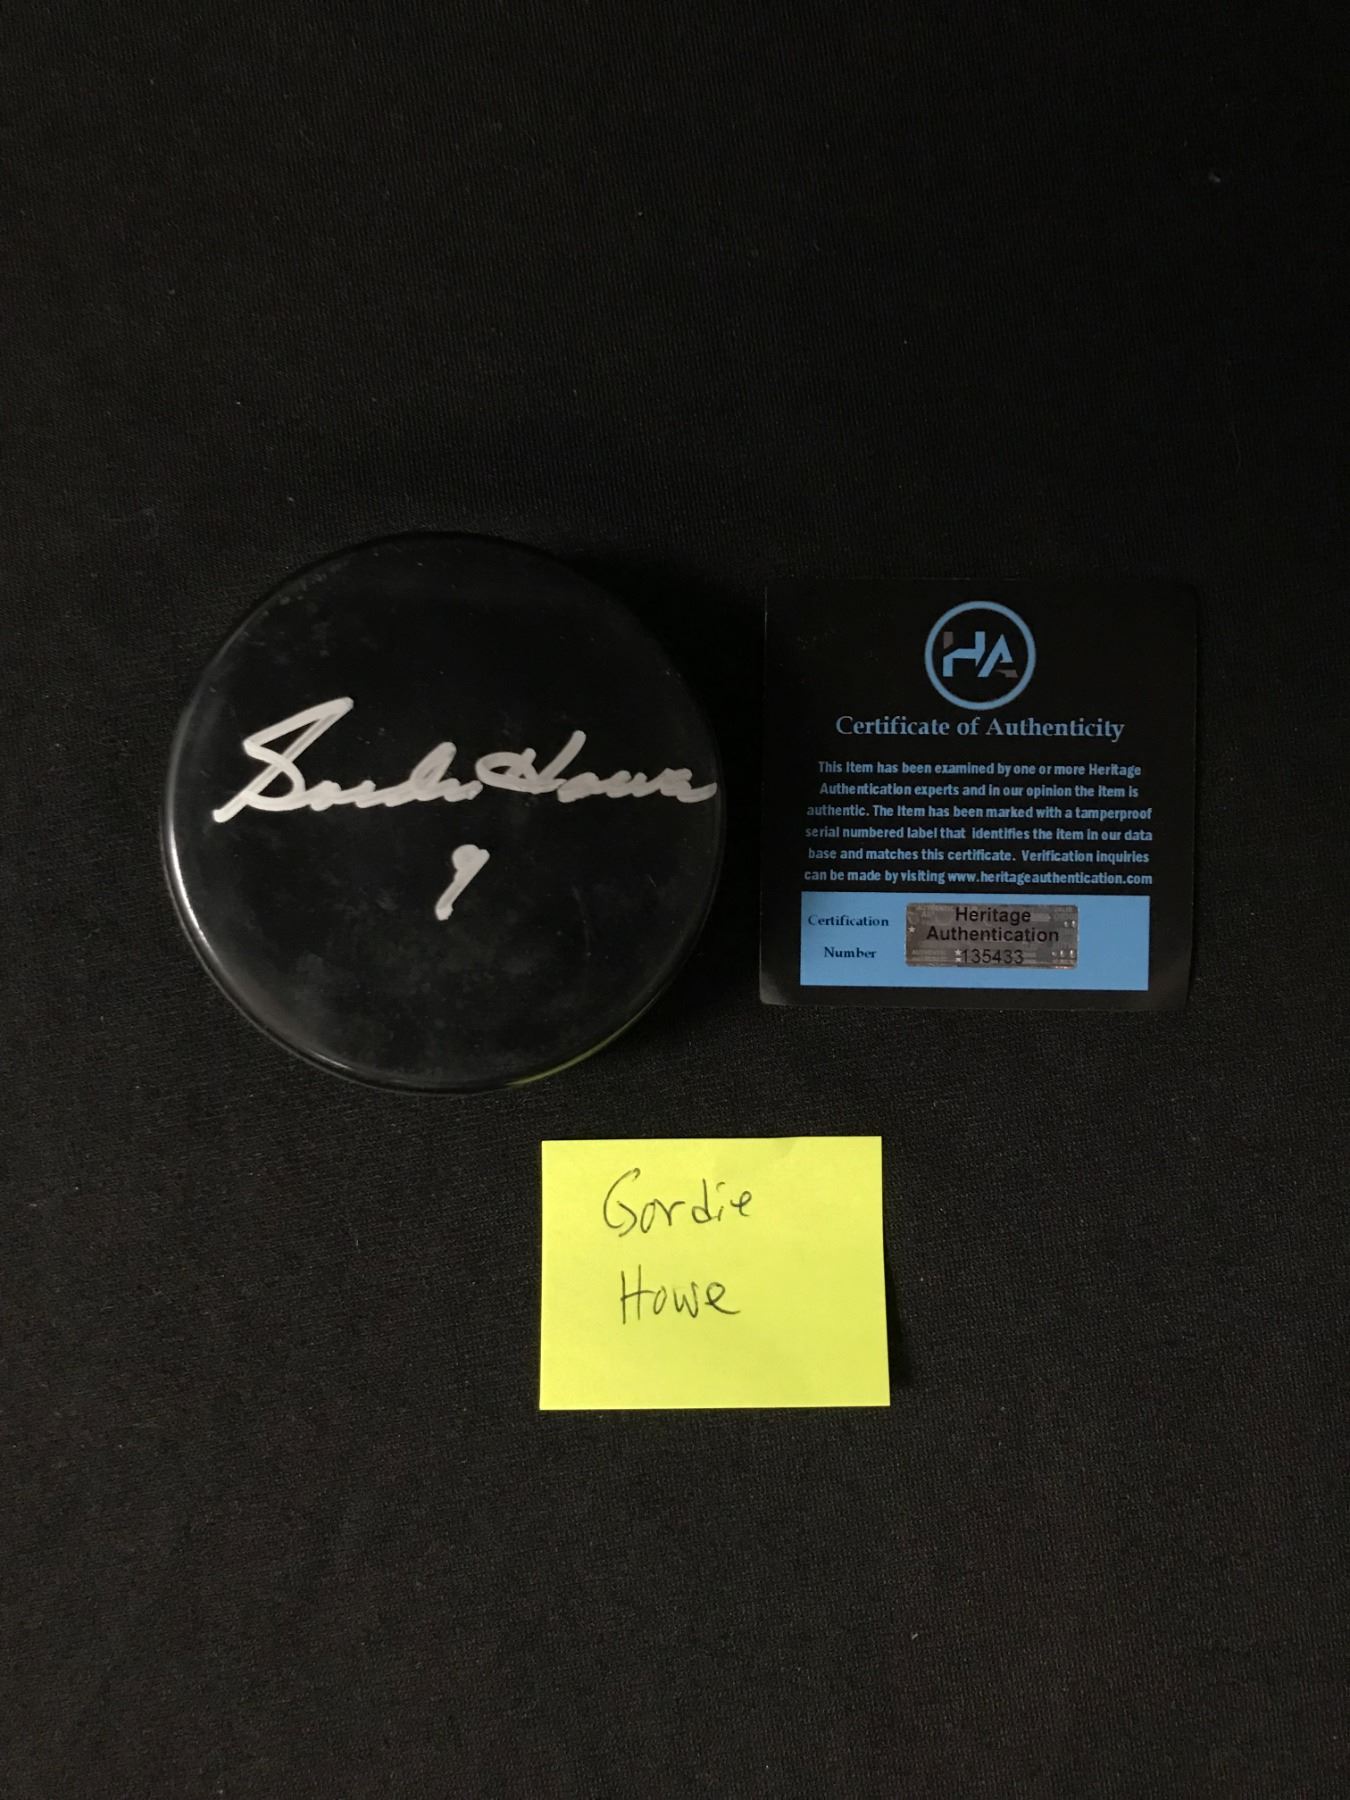 Gordie Howe
9
HA
Certificate of Authenticity
This Item has been examined by one or more Heritage
Authentication experts and in our opinion the Item is
authentic. The Item has been marked with a tamperproof
serial numbered label that identifies the item in our data
base and matches this certificate. Verification inquiries
can be made by visiting www.heritageauthentication.com
Certification
Number
Heritage
Authentication
135433
Gordie
Howe